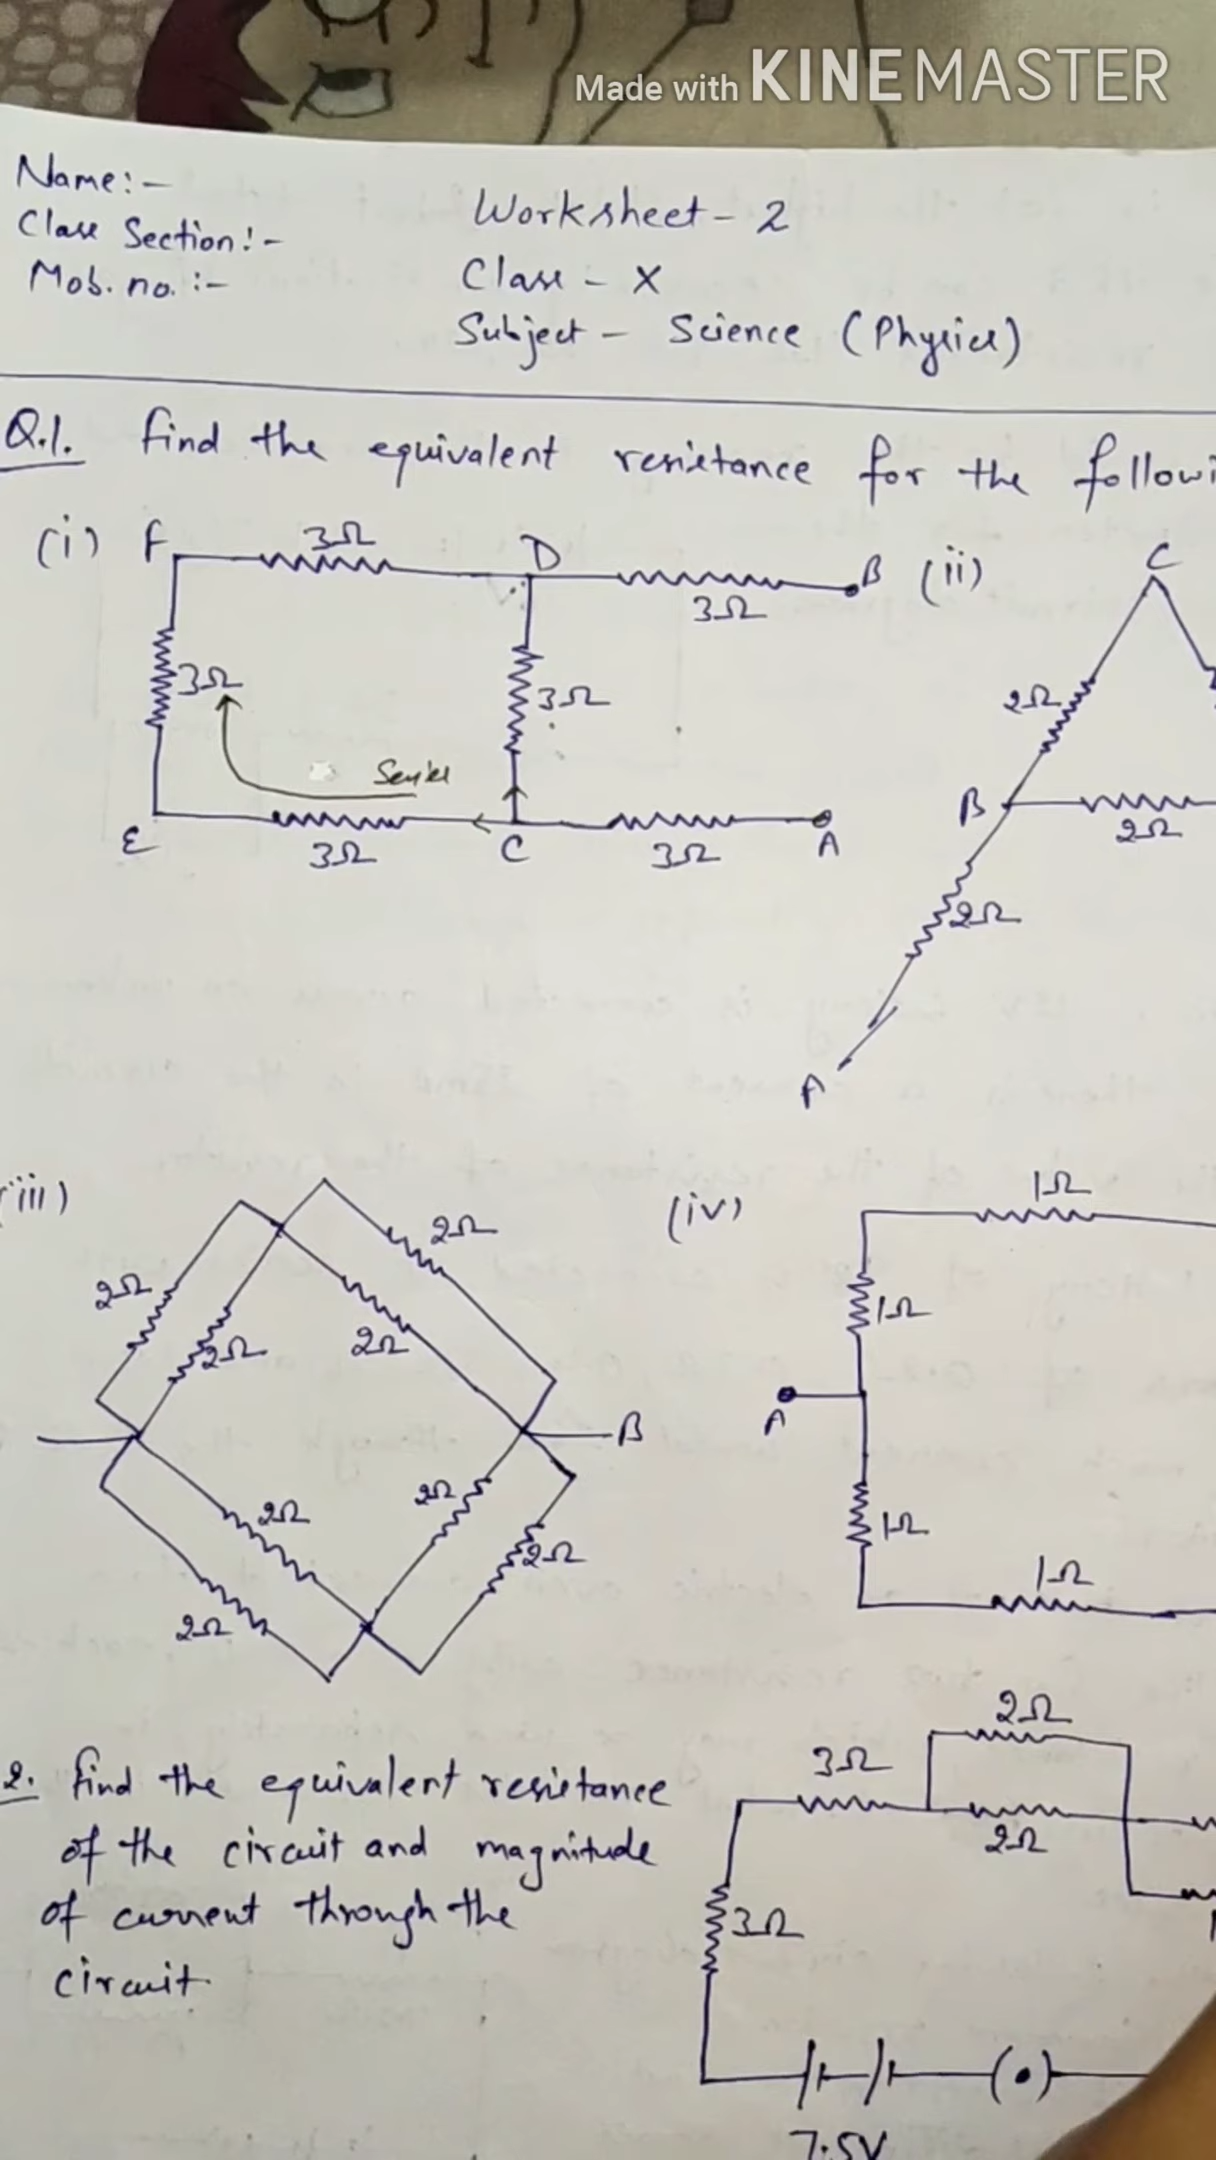 Made with KINEMASTER
Name:-
Worksheet - 2
Class Section:-
Class - X
Mob. no. :-
Subject - Science (Physics)
Q.1. find the equivalent resistance for the followi
(i) F 3Ω D B (ii) C
3Ω
3Ω 3Ω 2Ω
Series
B 2Ω
E 3Ω C 3Ω A
2Ω
A
(iii) 2Ω (iv) 1Ω
2Ω 2Ω 2Ω 1Ω
A
B
2Ω 2Ω 1Ω
2Ω 2Ω 1Ω
2Ω
3Ω
2. find the equivalent resistance
2Ω
of the circuit and magnitude
of current through the
3Ω
circuit.
7.5V